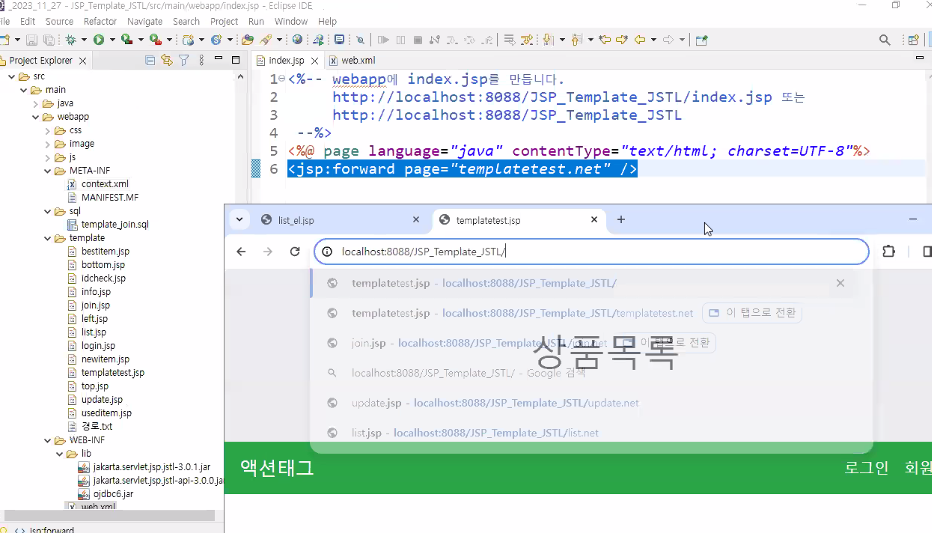 _2023_11_27 - JSP_Template_JSTL/src/main/webapp/index.jsp - Eclipse IDE
File Edit Source Refactor Navigate Search Project Run Window Help
Project Explorer
src
main
java
webapp
css
image
js
META-INF
context.xml
MANIFEST.MF
sql
template_join.sql
template
bestitem.jsp
bottom.jsp
idcheck.jsp
info.jsp
join.jsp
left.jsp
list.jsp
login.jsp
newitem.jsp
templatetest.jsp
top.jsp
update.jsp
useditem.jsp
경로.txt
WEB-INF
lib
jakarta.servlet.jsp.jstl-3.0.1.jar
jakarta.servlet.jsp.jstl-api-3.0.0.jar
ojdbc6.jar
web.xml
jsp:forward
index.jsp web.xml
1 <%-- webapp에 index.jsp를 만듭니다.
2 http://localhost:8088/JSP_Template_JSTL/index.jsp 또는
3 http://localhost:8088/JSP_Template_JSTL
4 --%>
5 <%@ page language="java" contentType="text/html; charset=UTF-8"%>
6 <jsp:forward page="templatetest.net" />
list_el.jsp templatetest.jsp
localhost:8088/JSP_Template_JSTL/
templatetest.jsp - localhost:8088/JSP_Template_JSTL/
templatetest.jsp - localhost:8088/JSP_Template_JSTL/templatetest.net 이 탭으로 전환
join.jsp - localhost:8088/JSP_Template_JSTL/join.net 이 탭으로 전환
상품목록
localhost:8088/JSP_Template_JSTL/ - Google 검색
update.jsp - localhost:8088/JSP_Template_JSTL/update.net
list.jsp - localhost:8088/JSP_Template_JSTL/list.net
액션태그 로그인 회원